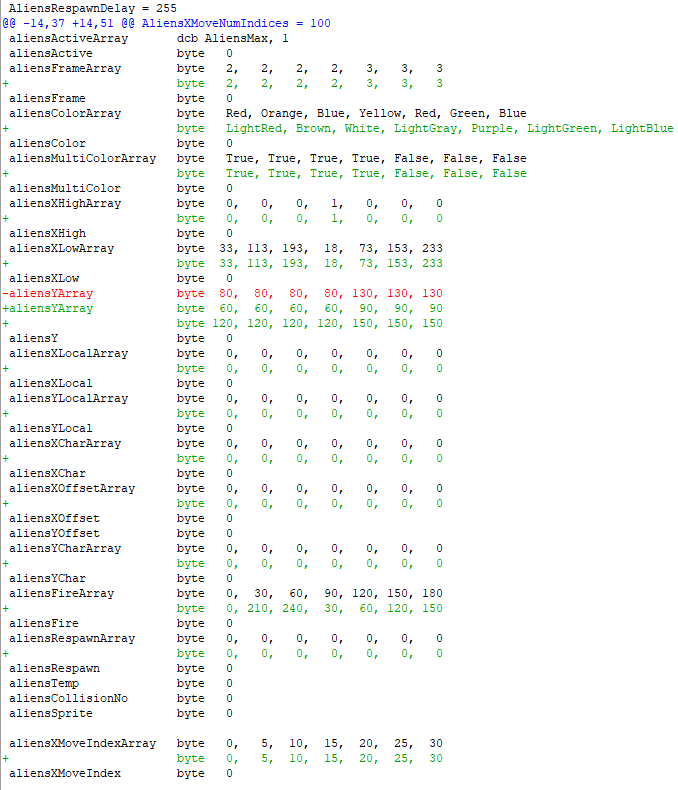 AliensRespawnDelay = 255
@@ -14,37 +14,51 @@ AliensXMoveNumIndices = 100
 aliensActiveArray       dcb AliensMax, 1
 aliensActive            byte   0
 aliensFrameArray        byte   2,   2,   2,   2,   3,   3,   3
+                        byte   2,   2,   2,   2,   3,   3,   3
 aliensFrame             byte   0
 aliensColorArray        byte   Red, Orange, Blue, Yellow, Red, Green, Blue
+                        byte   LightRed, Brown, White, LightGray, Purple, LightGreen, LightBlue
 aliensColor             byte   0
 aliensMultiColorArray   byte   True, True, True, True, False, False, False
+                        byte   True, True, True, True, False, False, False
 aliensMultiColor        byte   0
 aliensXHighArray        byte   0,   0,   0,   1,   0,   0,   0
+                        byte   0,   0,   0,   1,   0,   0,   0
 aliensXHigh             byte   0
 aliensXLowArray         byte  33, 113, 193,  18,  73, 153, 233
+                        byte  33, 113, 193,  18,  73, 153, 233
 aliensXLow              byte   0
-aliensYArray            byte  80,  80,  80,  80, 130, 130, 130
+aliensYArray            byte  60,  60,  60,  60,  90,  90,  90
+                        byte 120, 120, 120, 120, 150, 150, 150
 aliensY                 byte   0
 aliensXLocalArray       byte   0,   0,   0,   0,   0,   0,   0
+                        byte   0,   0,   0,   0,   0,   0,   0
 aliensXLocal            byte   0
 aliensYLocalArray       byte   0,   0,   0,   0,   0,   0,   0
+                        byte   0,   0,   0,   0,   0,   0,   0
 aliensYLocal            byte   0
 aliensXCharArray        byte   0,   0,   0,   0,   0,   0,   0
+                        byte   0,   0,   0,   0,   0,   0,   0
 aliensXChar             byte   0
 aliensXOffsetArray      byte   0,   0,   0,   0,   0,   0,   0
+                        byte   0,   0,   0,   0,   0,   0,   0
 aliensXOffset           byte   0
 aliensYOffset           byte   0
 aliensYCharArray        byte   0,   0,   0,   0,   0,   0,   0
+                        byte   0,   0,   0,   0,   0,   0,   0
 aliensYChar             byte   0
 aliensFireArray         byte   0,  30,  60,  90, 120, 150, 180
+                        byte   0, 210, 240,  30,  60, 120, 150
 aliensFire              byte   0
 aliensRespawnArray      byte   0,   0,   0,   0,   0,   0,   0
+                        byte   0,   0,   0,   0,   0,   0,   0
 aliensRespawn           byte   0
 aliensTemp              byte   0
 aliensCollisionNo       byte   0
 aliensSprite            byte   0
 aliensXMoveIndexArray   byte   0,   5,  10,  15,  20,  25,  30
+                        byte   0,   5,  10,  15,  20,  25,  30
 aliensXMoveIndex        byte   0